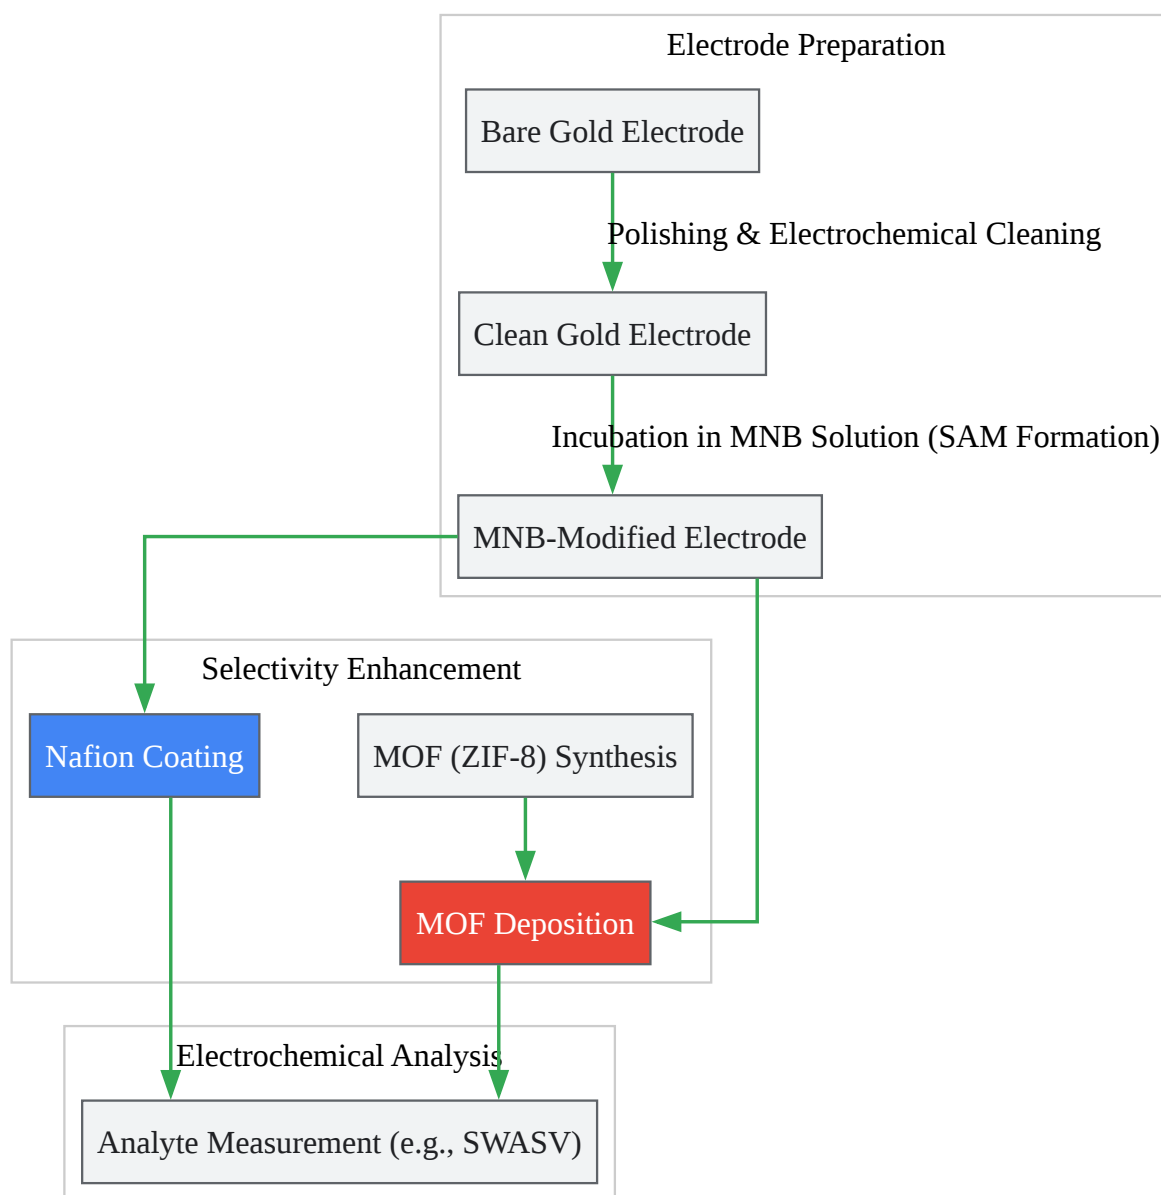 Electrode Preparation
Bare Gold Electrode
Polishing & Electrochemical Cleaning
Clean Gold Electrode
Incubation in MNB Solution (SAM Formation)
MNB-Modified Electrode
Selectivity Enhancement
Nafion Coating
MOF (ZIF-8) Synthesis
MOF Deposition
Electrochemical Analysis
Analyte Measurement (e.g., SWASV)